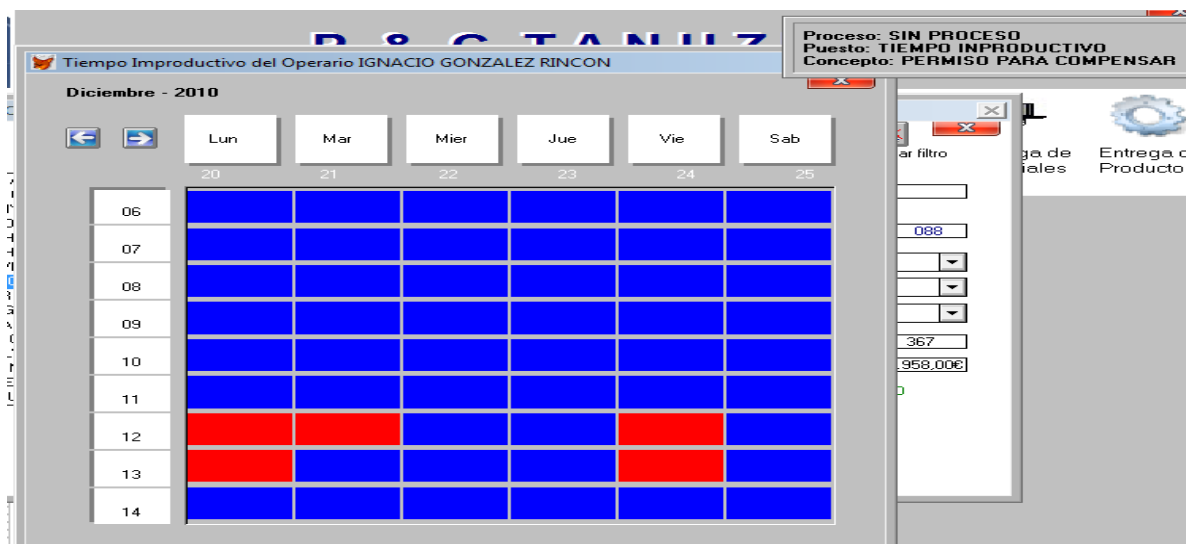 Proceso: SIN PROCESO
Puesto: TIEMPO INPRODUCTIVO
Concepto: PERMISO PARA COMPENSAR
Tiempo Improductivo del Operario IGNACIO GONZALEZ RINCON
Diciembre - 2010
Lun Mar Mier Jue Vie Sab
20 21 22 23 24 25
ar filtro
ga de
iales
Entrega
Producto
06
07
088
08
09
367
10
.958,00€
11
12
13
14